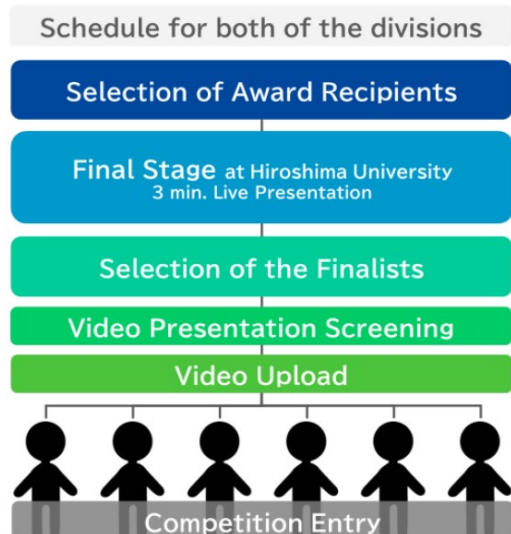 Schedule for both of the divisions
Selection of Award Recipients
Final Stage at Hiroshima University
3 min. Live Presentation
Selection of the Finalists
Video Presentation Screening
Video Upload
Competition Entry